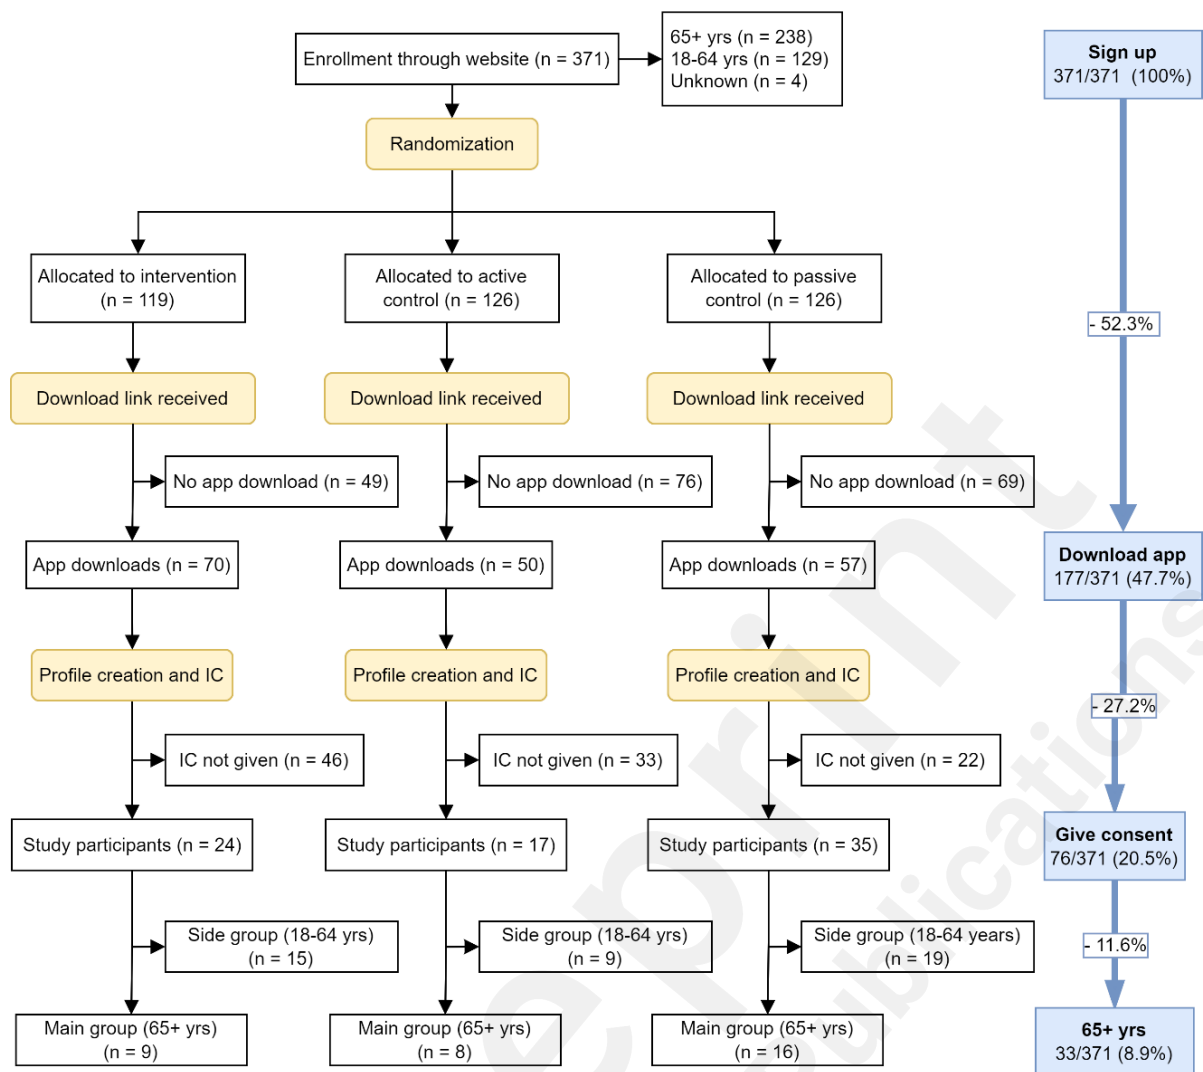 Enrollment through website (n = 371)
65+ yrs (n = 238)
18-64 yrs (n = 129)
Unknown (n = 4)
Sign up
371/371 (100%)
Randomization
Allocated to intervention
(n = 119)
Allocated to active
control (n = 126)
Allocated to passive
control (n = 126)
- 52.3%
Download link received
Download link received
Download link received
No app download (n = 49)
No app download (n = 76)
No app download (n = 69)
App downloads (n = 70)
App downloads (n = 50)
App downloads (n = 57)
Download app
177/371 (47.7%)
Profile creation and IC
Profile creation and IC
Profile creation and IC
- 27.2%
IC not given (n = 46)
IC not given (n = 33)
IC not given (n = 22)
Study participants (n = 24)
Study participants (n = 17)
Study participants (n = 35)
Give consent
76/371 (20.5%)
Side group (18-64 yrs)
(n = 15)
Side group (18-64 yrs)
(n = 9)
Side group (18-64 years)
(n = 19)
- 11.6%
Main group (65+ yrs)
(n = 9)
Main group (65+ yrs)
(n = 8)
Main group (65+ yrs)
(n = 16)
65+ yrs
33/371 (8.9%)
eprint
ublications